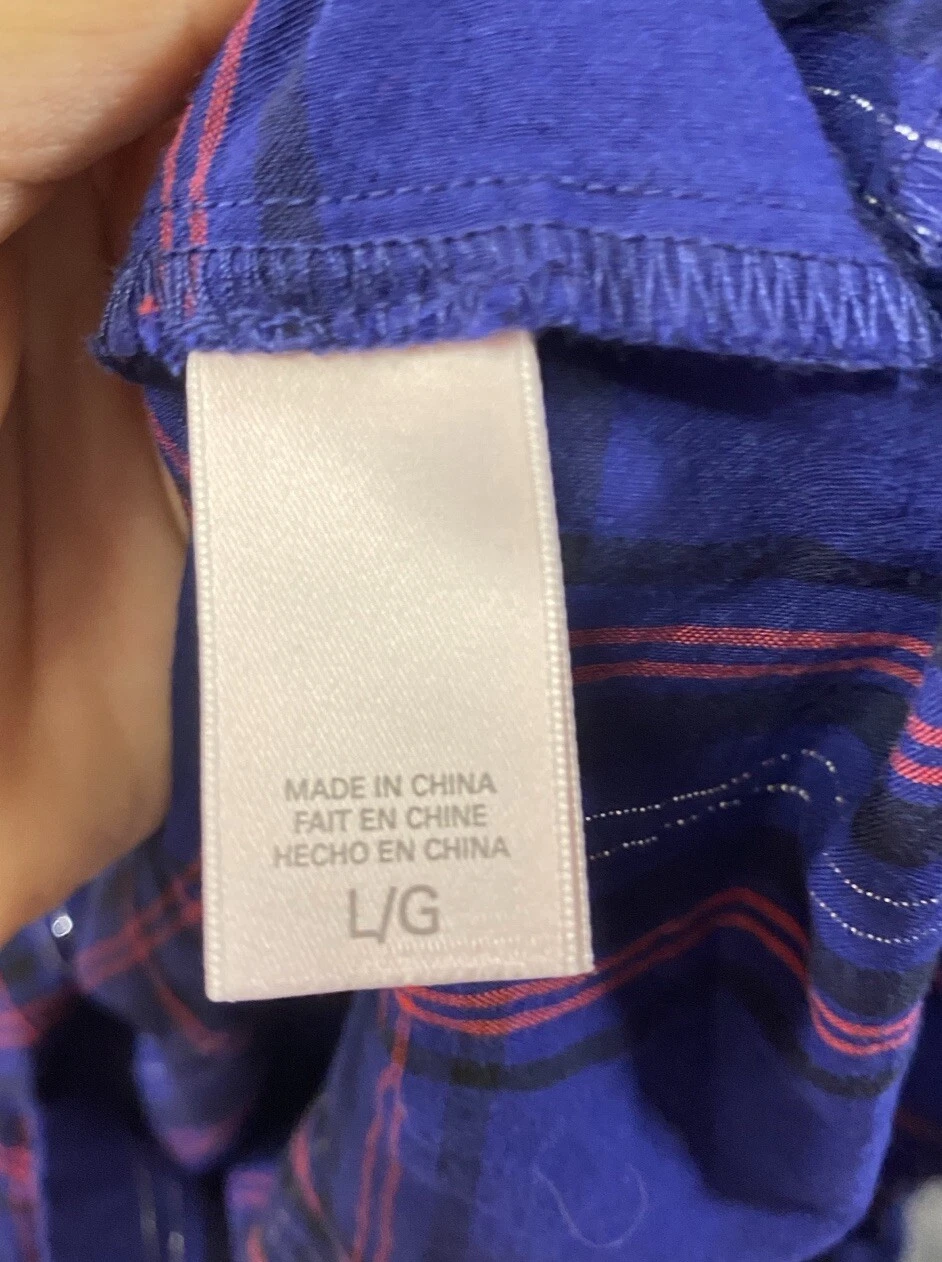 MADE IN CHINA
FAIT EN CHINE
HECHO EN CHINA
L/G